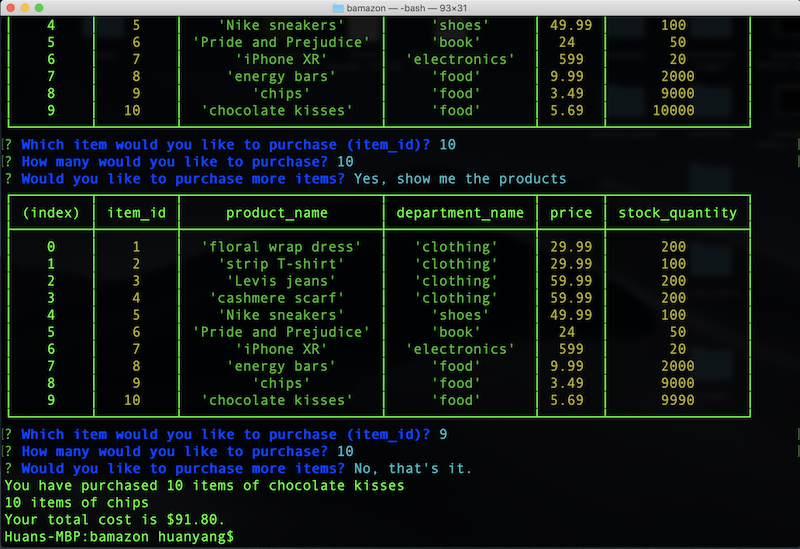 bamazon — -bash — 93×31
4 5 'Nike sneakers' 'shoes' 49.99 100
5 6 'Pride and Prejudice' 'book' 24 50
6 7 'iPhone XR' 'electronics' 599 20
7 8 'energy bars' 'food' 9.99 2000
8 9 'chips' 'food' 3.49 9000
9 10 'chocolate kisses' 'food' 5.69 10000
[? Which item would you like to purchase (item_id)? 10 ]
[? How many would you like to purchase? 10 ]
? Would you like to purchase more items? Yes, show me the products
(index) item_id product_name department_name price stock_quantity
0 1 'floral wrap dress' 'clothing' 29.99 200
1 2 'strip T-shirt' 'clothing' 29.99 100
2 3 'Levis jeans' 'clothing' 59.99 200
3 4 'cashmere scarf' 'clothing' 59.99 200
4 5 'Nike sneakers' 'shoes' 49.99 100
5 6 'Pride and Prejudice' 'book' 24 50
6 7 'iPhone XR' 'electronics' 599 20
7 8 'energy bars' 'food' 9.99 2000
8 9 'chips' 'food' 3.49 9000
9 10 'chocolate kisses' 'food' 5.69 9990
[? Which item would you like to purchase (item_id)? 9 ]
[? How many would you like to purchase? 10 ]
? Would you like to purchase more items? No, that's it.
You have purchased 10 items of chocolate kisses
10 items of chips
Your total cost is $91.80.
Huans-MBP:bamazon huanyang$